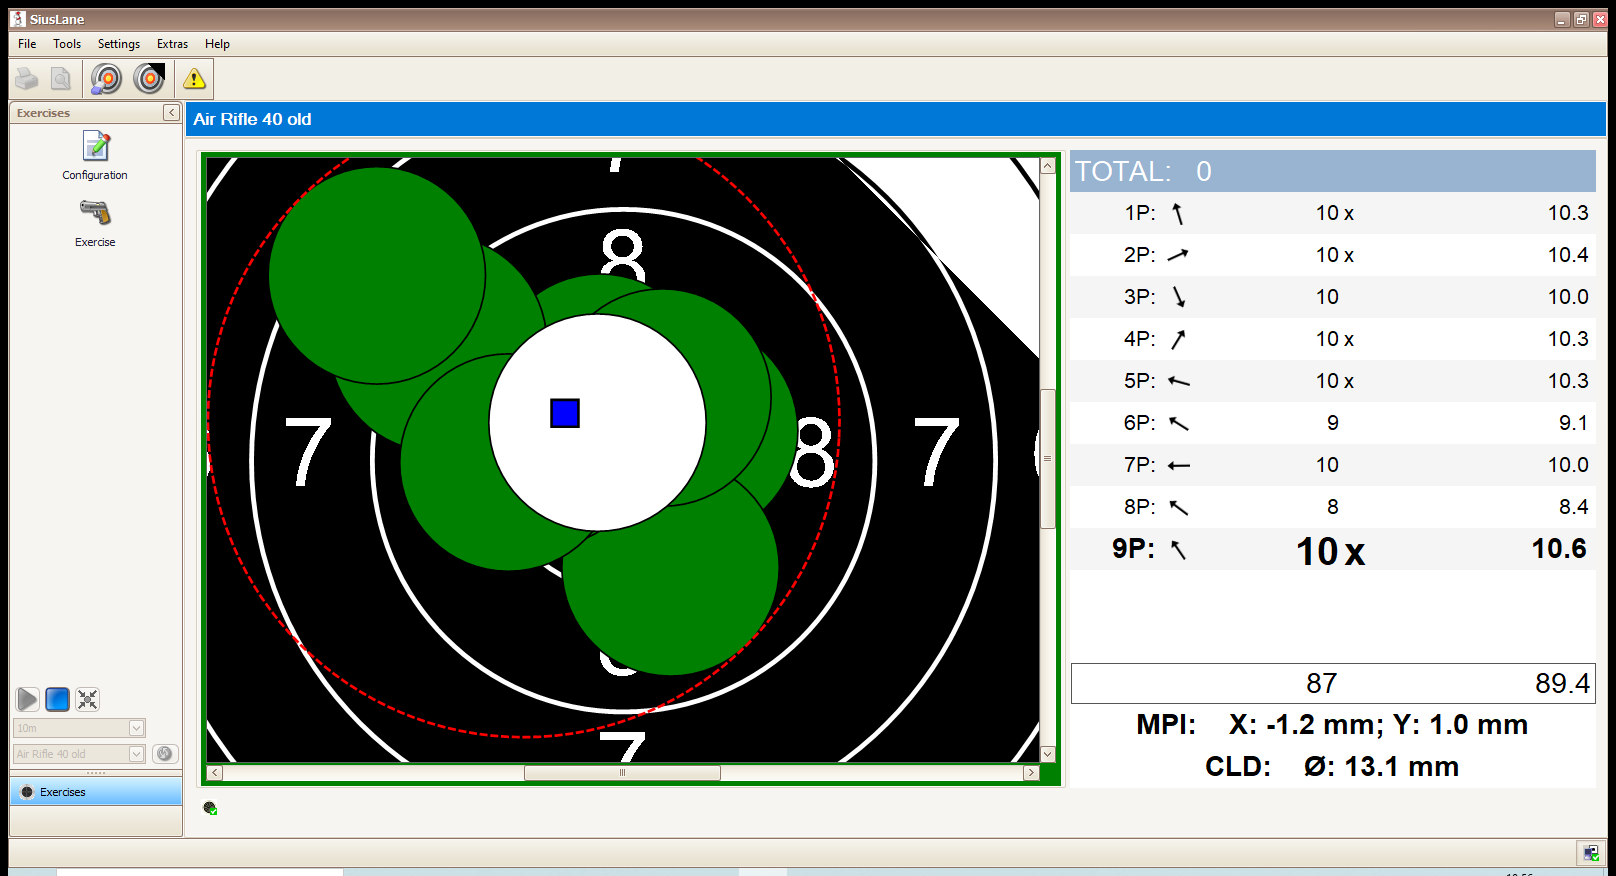 SiusLane
File Tools Settings Extras Help
Exercises
Configuration
Exercise
10m
Air Rifle 40 old
Exercises
Air Rifle 40 old
8
7
8
7
7
TOTAL: 0
1P: 10 x 10.3
2P: 10 x 10.4
3P: 10 10.0
4P: 10 x 10.3
5P: 10 x 10.3
6P: 9 9.1
7P: 10 10.0
8P: 8 8.4
9P: 10 x 10.6
87 89.4
MPI: X: -1.2 mm; Y: 1.0 mm
CLD: Ø: 13.1 mm